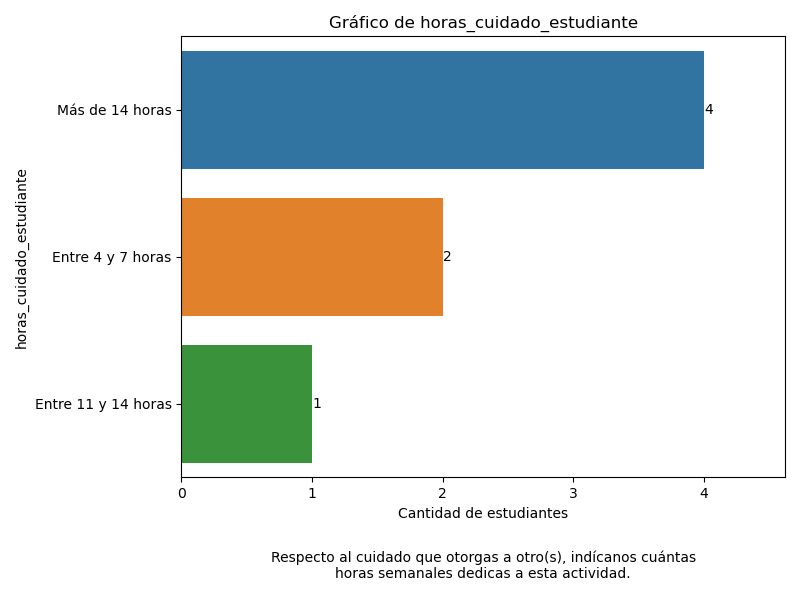 Gráfico de horas_cuidado_estudiante
horas_cuidado_estudiante
Más de 14 horas
4
Entre 4 y 7 horas
2
Entre 11 y 14 horas
1
0 1 2 3 4
Cantidad de estudiantes
Respecto al cuidado que otorgas a otro(s), indícanos cuántas
horas semanales dedicas a esta actividad.